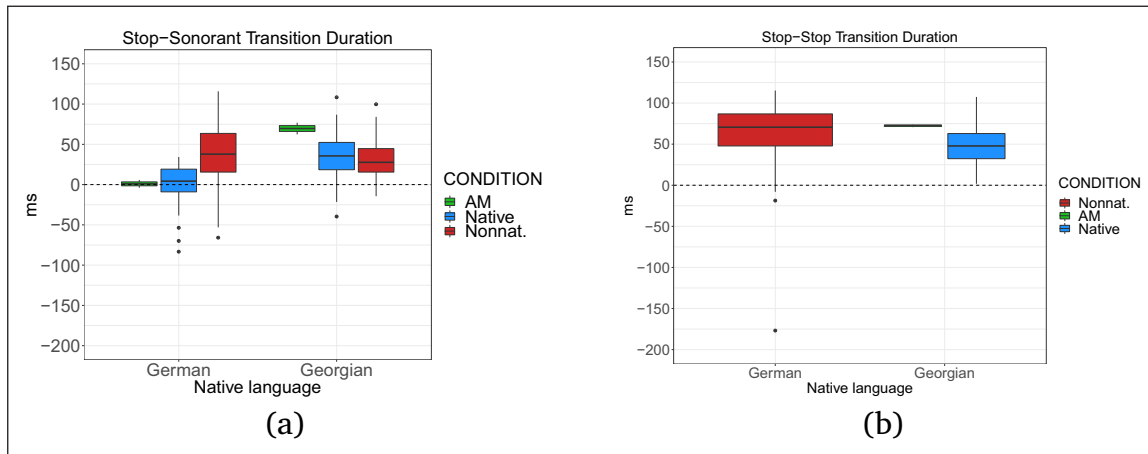 Stop−Sonorant Transition Duration
150
100
50
0
−50
−100
−150
−200
ms
German
Georgian
Native language
CONDITION
AM
Native
Nonnat.
(a)
Stop−Stop Transition Duration
150
100
50
0
−50
−100
−150
−200
ms
German
Georgian
Native language
CONDITION
Nonnat.
AM
Native
(b)